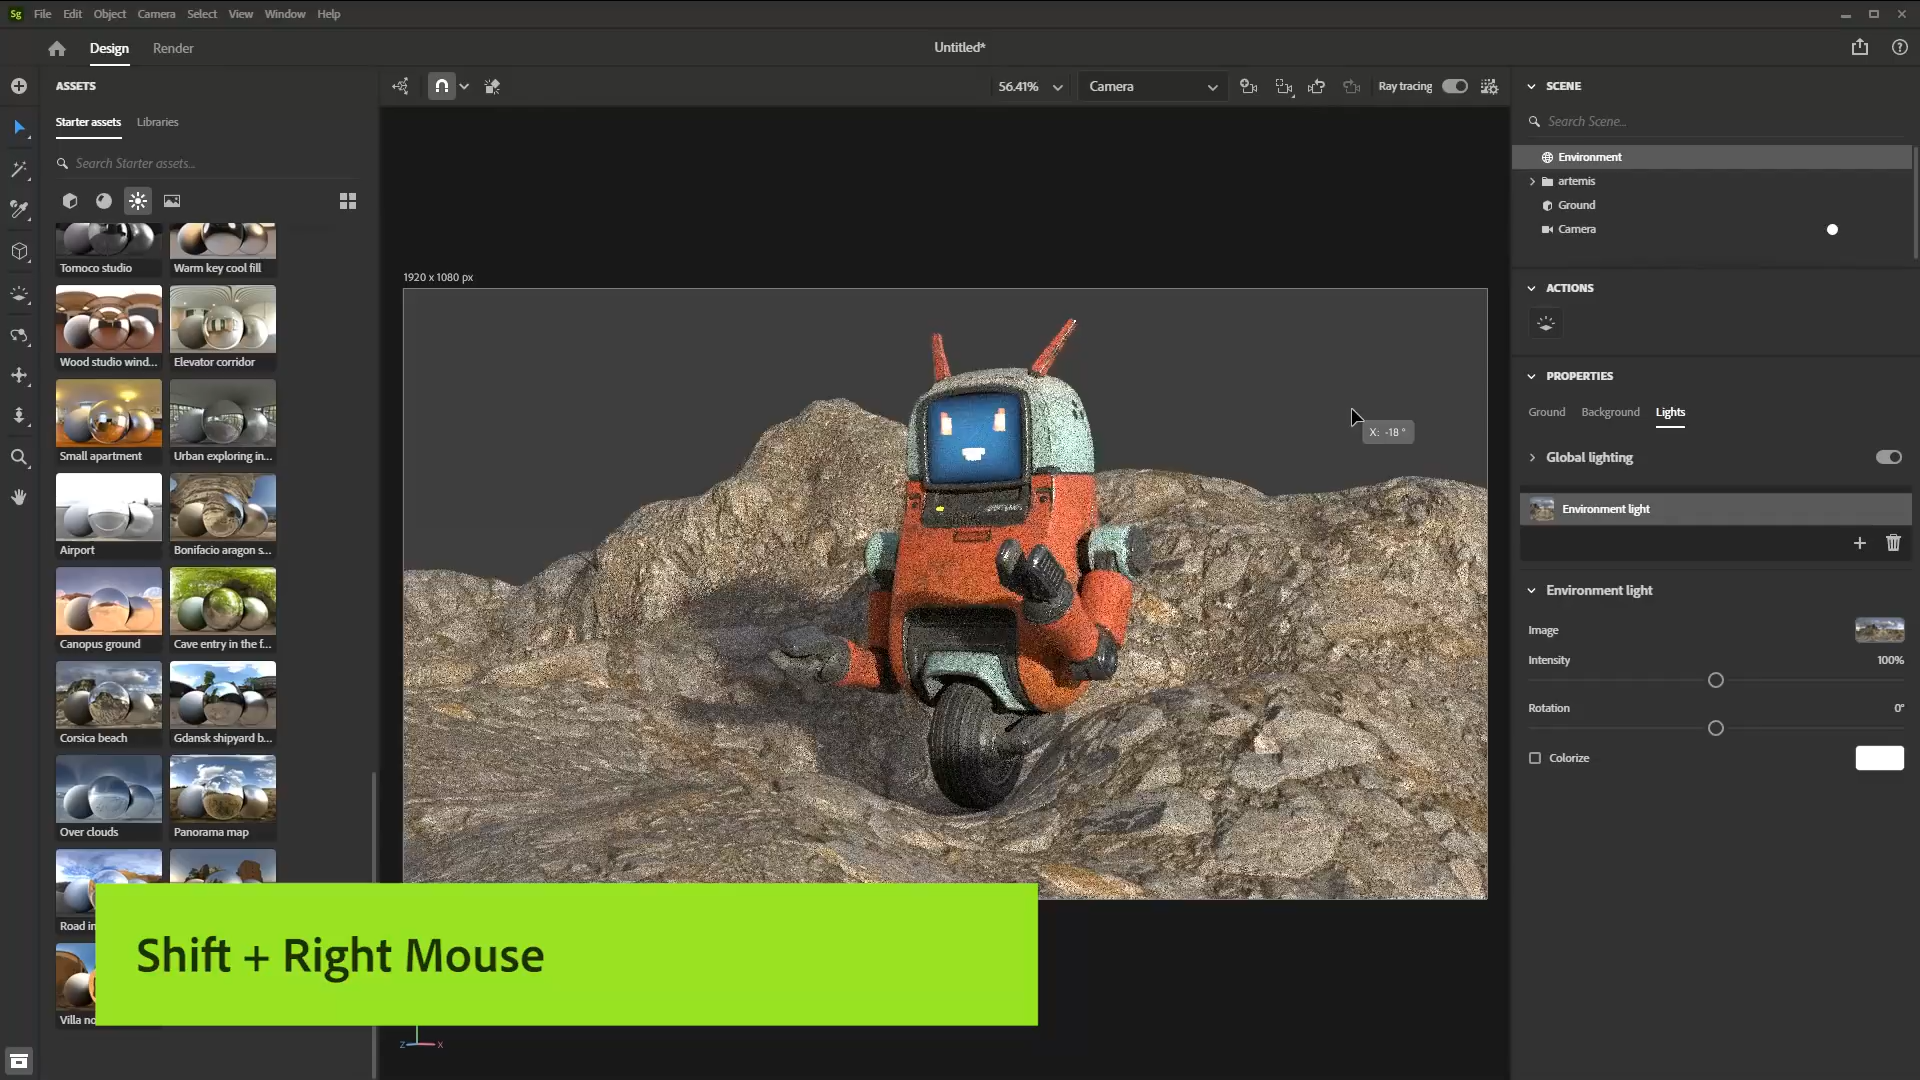 Sg File Edit Object Camera Select View Window Help
Design Render Untitled*
ASSETS
Starter assets Libraries
Search Starter assets...
Tomoco studio Warm key cool fill
Wood studio wind... Elevator corridor
Small apartment Urban exploring in...
Airport Bonifacio aragon s...
Canopus ground Cave entry in the f...
Corsica beach Gdansk shipyard b...
Over clouds Panorama map
Road in
Villa no
56.41% Camera Ray tracing
1920 x 1080 px
X: -18 °
Shift + Right Mouse
Z X
SCENE
Search Scene...
Environment
artemis
Ground
Camera
ACTIONS
PROPERTIES
Ground Background Lights
Global lighting
Environment light
Environment light
Image
Intensity 100%
Rotation 0°
Colorize